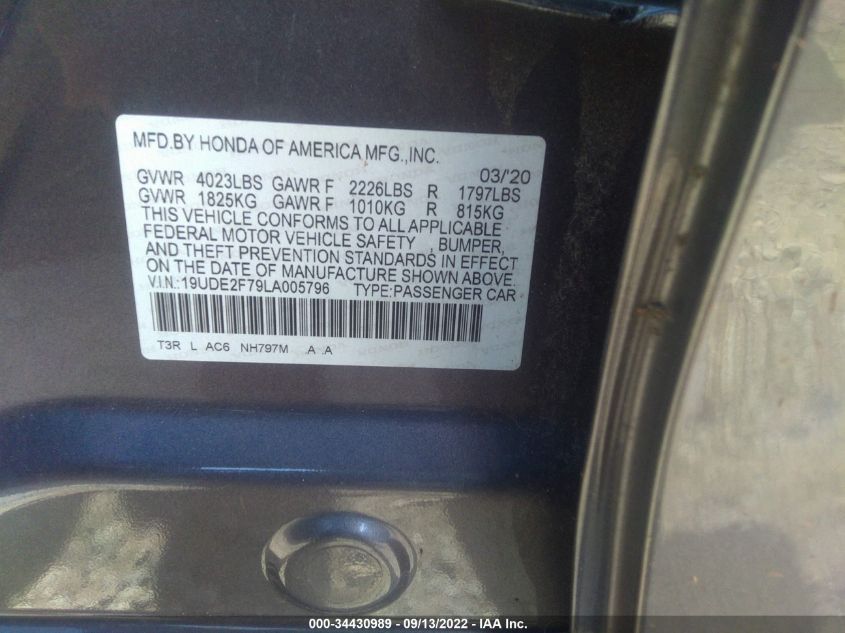 MFD.BY HONDA OF AMERICA MFG.,INC.
03/'20
GVWR 4023LBS GAWR F 2226LBS R 1797LBS
GVWR 1825KG GAWR F 1010KG R 815KG
THIS VEHICLE CONFORMS TO ALL APPLICABLE
FEDERAL MOTOR VEHICLE SAFETY , BUMPER,
AND THEFT PREVENTION STANDARDS IN EFFECT
ON THE DATE OF MANUFACTURE SHOWN ABOVE.
V.I.N.:19UDE2F79LA005796 TYPE:PASSENGER CAR
T3R L AC6 NH797M .A .A
000-34430989 - 09/13/2022 - IAA Inc.